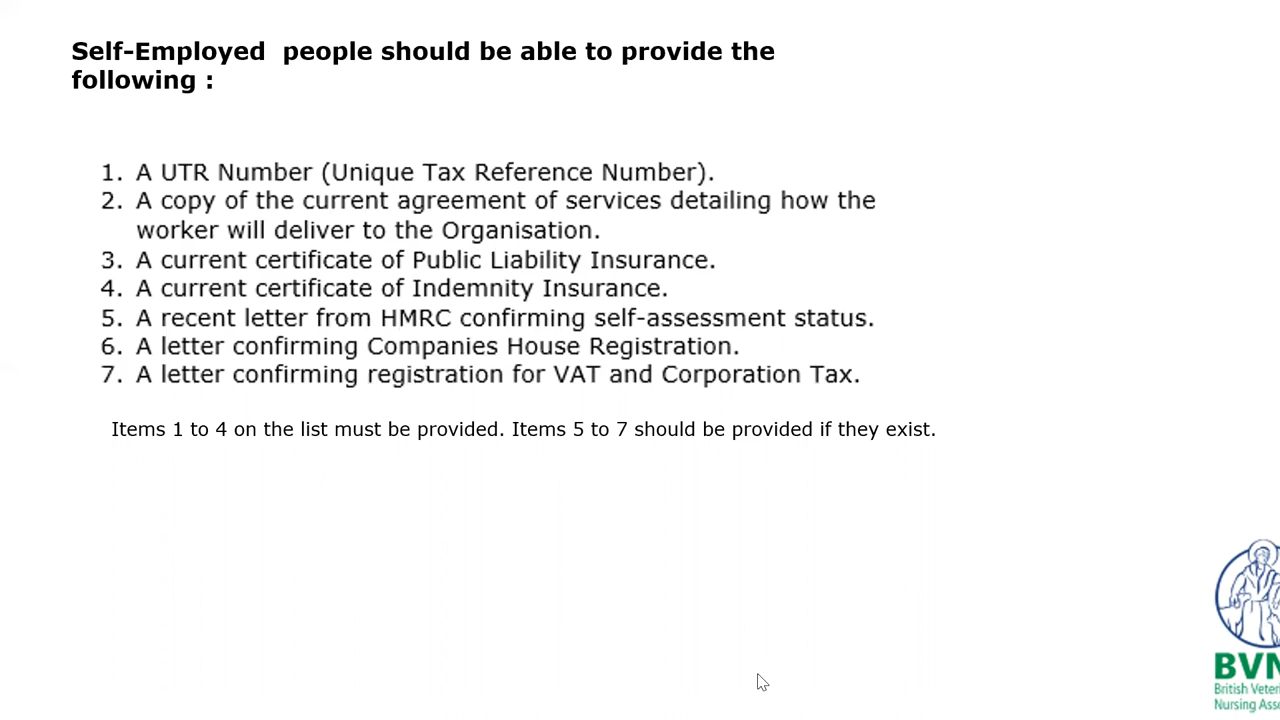 Self-Employed  people should be able to provide the
following :
1. A UTR Number (Unique Tax Reference Number).
2. A copy of the current agreement of services detailing how the
worker will deliver to the Organisation.
3. A current certificate of Public Liability Insurance.
4. A current certificate of Indemnity Insurance.
5. A recent letter from HMRC confirming self-assessment status.
6. A letter confirming Companies House Registration.
7. A letter confirming registration for VAT and Corporation Tax.
Items 1 to 4 on the list must be provided. Items 5 to 7 should be provided if they exist.
BVN
British
Nursing